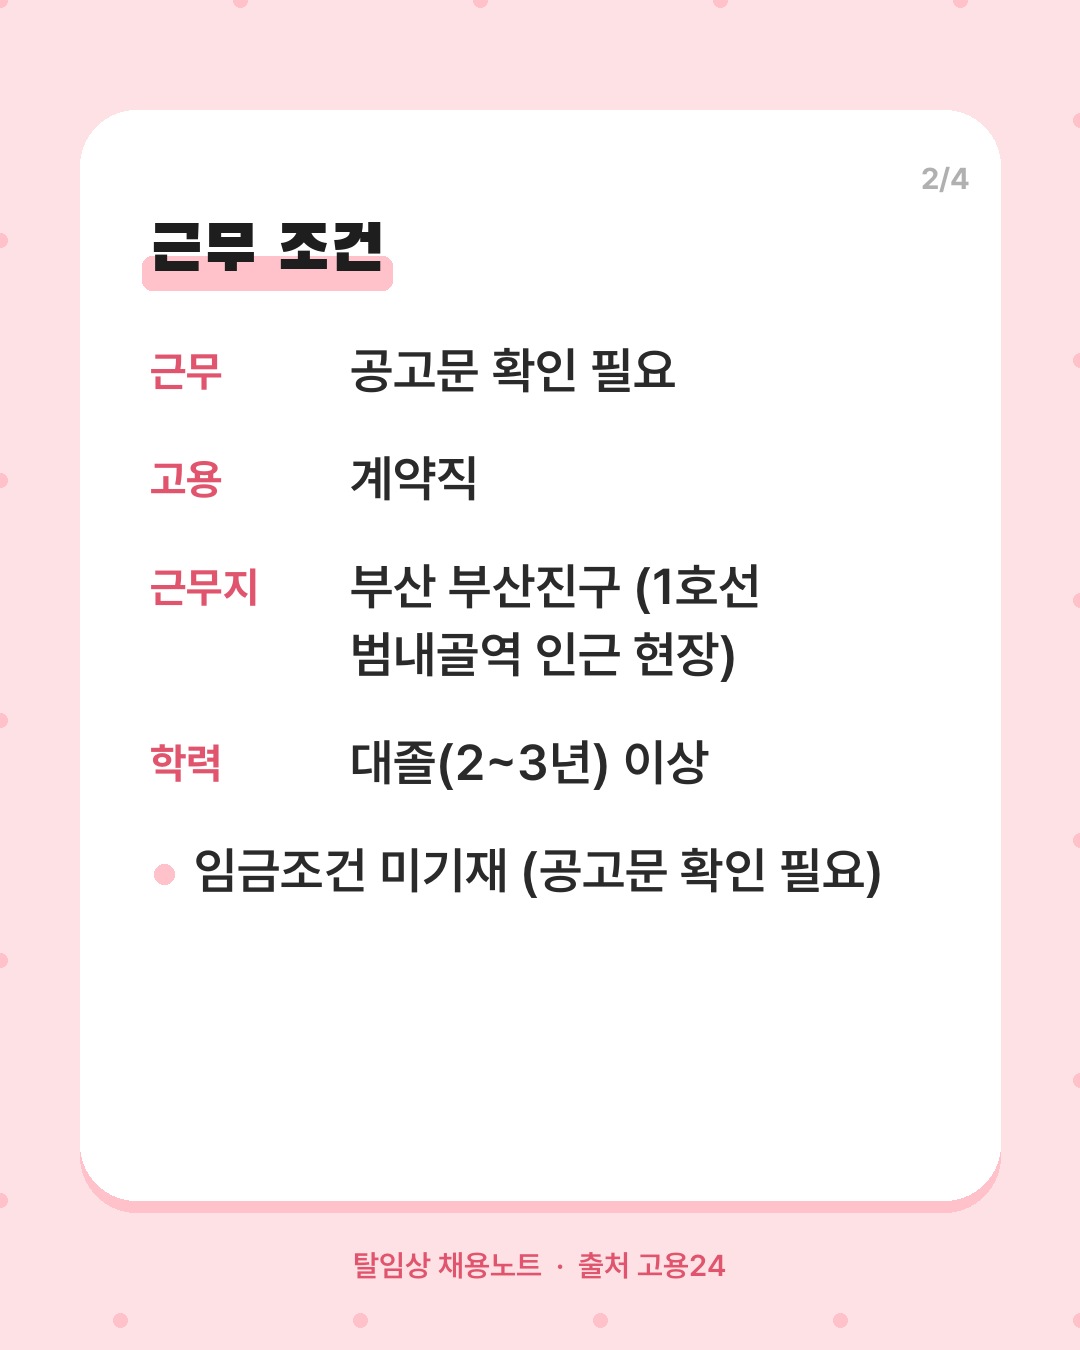 2/4
근무 조건
근무 공고문 확인 필요
고용 계약직
근무지 부산 부산진구 (1호선
범내골역 인근 현장)
학력 대졸(2~3년) 이상
임금조건 미기재 (공고문 확인 필요)
탈임상 채용노트 · 출처 고용24